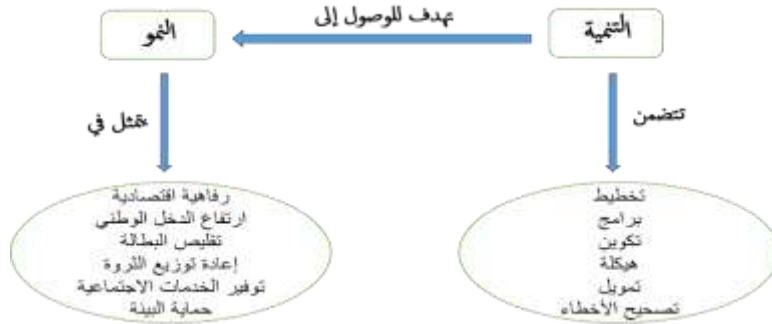 التنمية
تهدف للوصول إلى
النمو
تتضمن
يتمثل في
تخطيط
برامج
تكوين
هيكلة
تمويل
تصحيح الأخطاء
رفاهية اقتصادية
ارتفاع الدخل الوطني
تقليص البطالة
إعادة توزيع الثروة
توفير الخدمات الاجتماعية
حماية البيئة